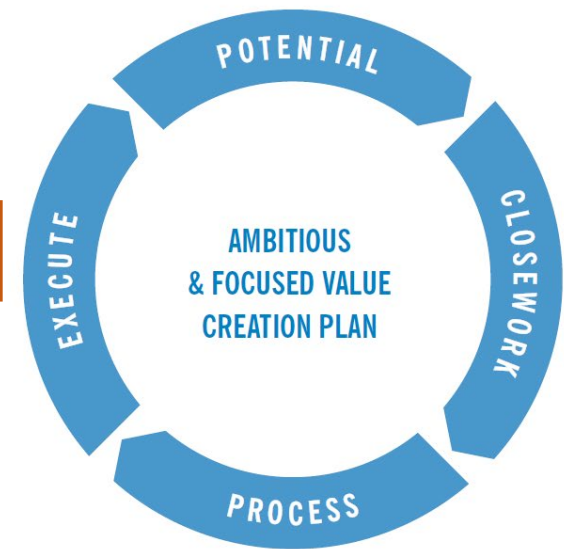 POTENTIAL
CLOSEWORK
PROCESS
EXECUTE
AMBITIOUS
& FOCUSED VALUE
CREATION PLAN